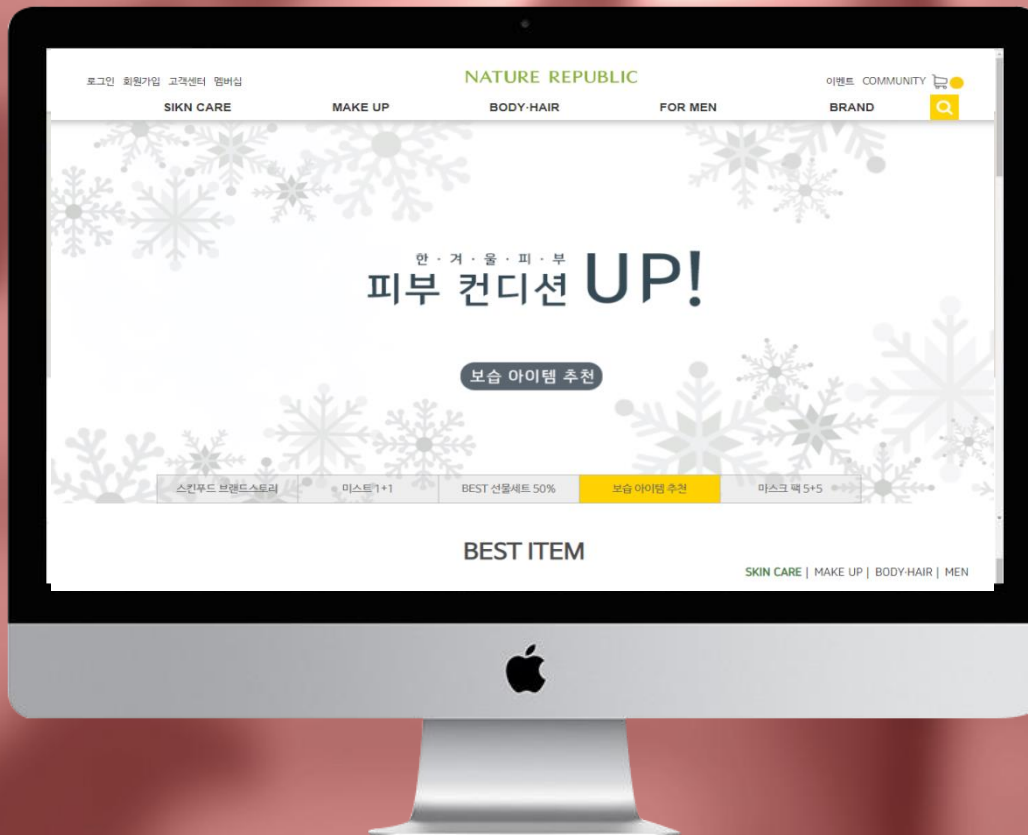 로그인 회원가입 고객센터 멤버십
NATURE REPUBLIC
이벤트 COMMUNITY
SIKN CARE MAKE UP BODY·HAIR FOR MEN BRAND
한·겨·울·피·부
피부 컨디션 UP!
보습 아이템 추천
스킨푸드 브랜드스토리 미스트 1+1 BEST 선물세트 50% 보습 아이템 추천 마스크 팩 5+5
BEST ITEM
SKIN CARE | MAKE UP | BODY·HAIR | MEN